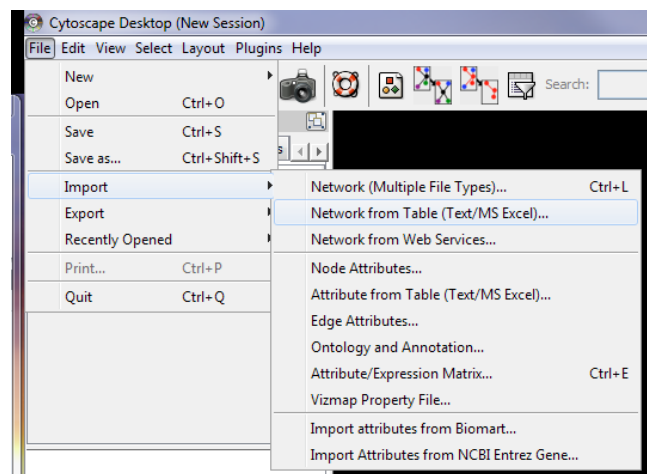 Cytoscape Desktop (New Session)
File Edit View Select Layout Plugins Help
Search:
New
Open Ctrl+O
Save Ctrl+S
Save as... Ctrl+Shift+S
s
Import
Export
Recently Opened
Print... Ctrl+P
Quit Ctrl+Q
Network (Multiple File Types)... Ctrl+L
Network from Table (Text/MS Excel)...
Network from Web Services...
Node Attributes...
Attribute from Table (Text/MS Excel)...
Edge Attributes...
Ontology and Annotation...
Attribute/Expression Matrix... Ctrl+E
Vizmap Property File...
Import attributes from Biomart...
Import Attributes from NCBI Entrez Gene...